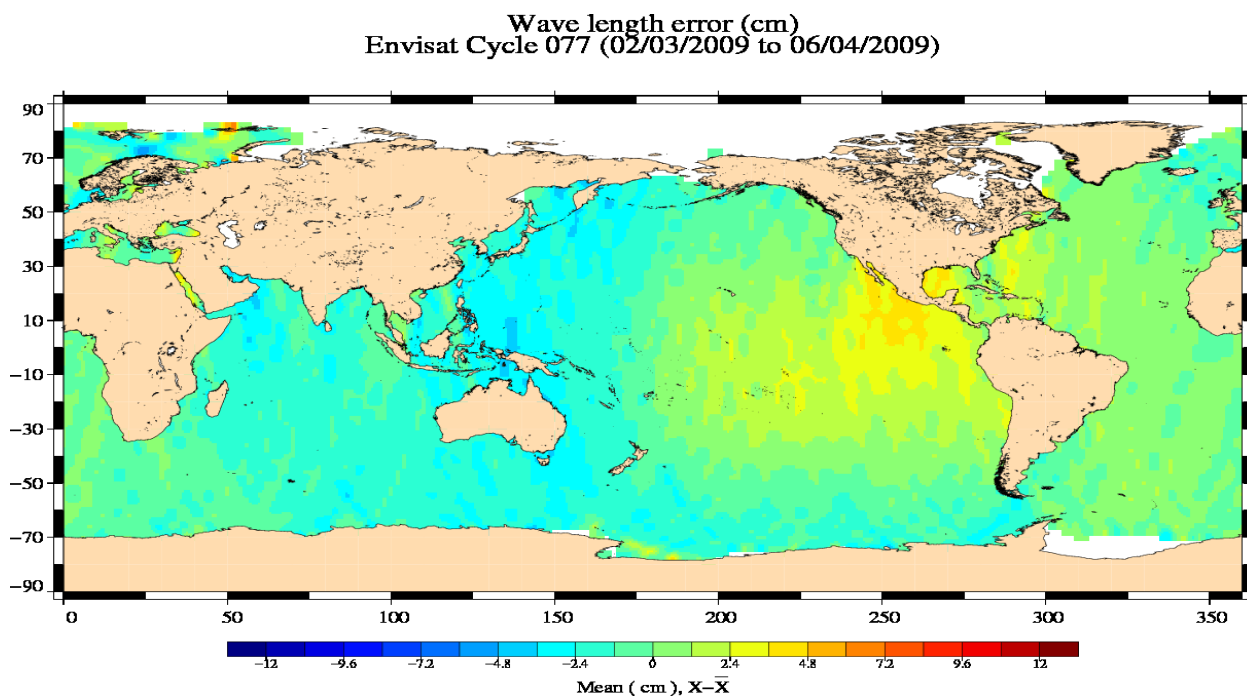 Wave length error (cm)
Envisat Cycle 077 (02/03/2009 to 06/04/2009)
90
70
50
30
10
−10
−30
−50
−70
−90
0 50 100 150 200 250 300 350
−12 −9.6 −7.2 −4.8 −2.4 0 2.4 4.8 7.2 9.6 12
Mean ( cm ), X−X̅